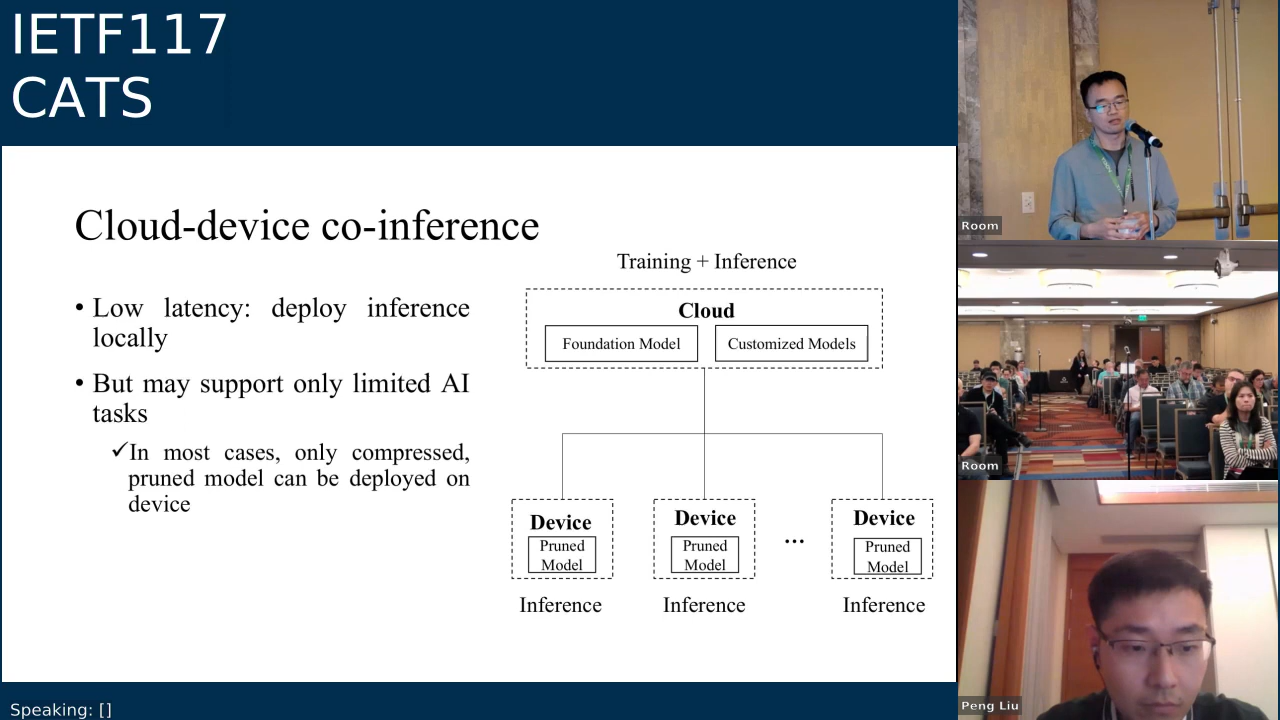 IETF117
CATS
Cloud-device co-inference
• Low latency: deploy inference
locally
• But may support only limited AI
tasks
✓In most cases, only compressed,
pruned model can be deployed on
device
Training + Inference
Cloud
Foundation Model
Customized Models
Device
Pruned
Model
Inference
Device
Pruned
Model
Inference
...
Device
Pruned
Model
Inference
Speaking: []
Room
Room
Peng Liu